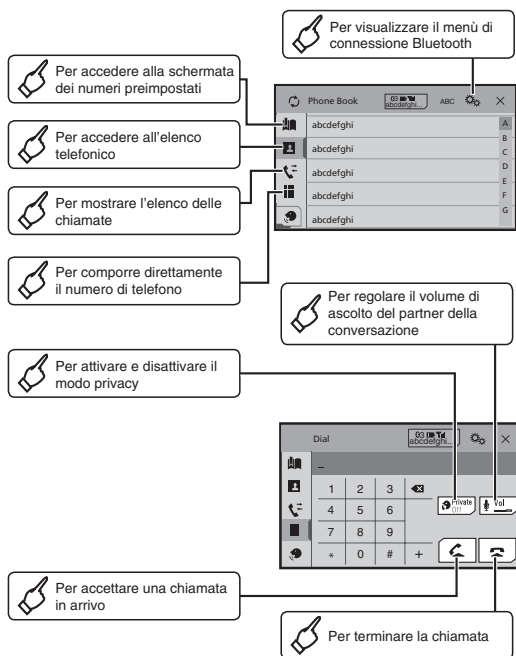 Per visualizzare il menù di
connessione Bluetooth
Per accedere alla schermata
dei numeri preimpostati
Per accedere all'elenco
telefonico
Per mostrare l'elenco delle
chiamate
Per comporre direttamente
il numero di telefono
Phone Book
03
abcdefghi...
ABC
abcdefghi
abcdefghi
abcdefghi
abcdefghi
abcdefghi
A
B
C
D
E
F
G
Per regolare il volume di
ascolto del partner della
conversazione
Per attivare e disattivare il
modo privacy
Dial
03
abcdefghi...
_
1 2 3
4 5 6
7 8 9
* 0 # +
Private
Off
Vol
Per accettare una chiamata
in arrivo
Per terminare la chiamata